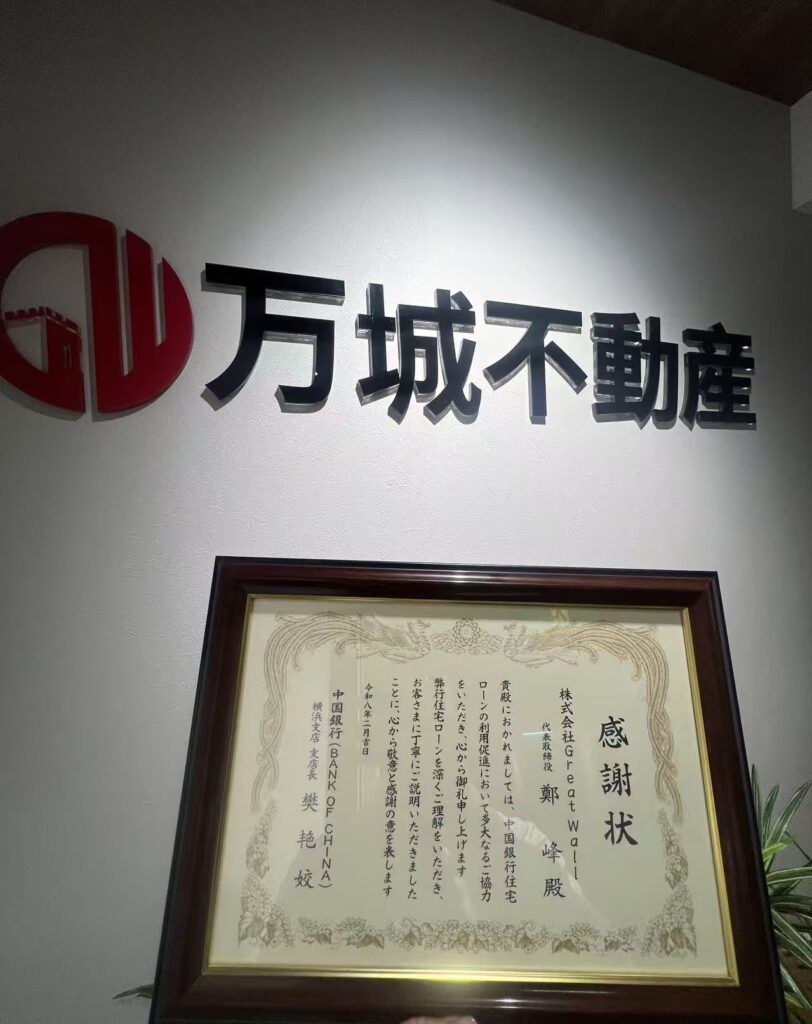 万城不動産
感謝状
株式会社Great Wall
代表取締役 鄭 峰 殿
貴殿におかれましては、中国銀行住宅
ローンの利用促進において多大なるご協力
をいただき、心から御礼申し上げます
弊行住宅ローンを深くご理解をいただき、
お客さまに丁寧にご説明いただきました
ことに、心から敬意と感謝の意を表します
令和八年二月吉日
中国銀行(BANK OF CHINA)
横浜支店 支店長 樊 艳 姣